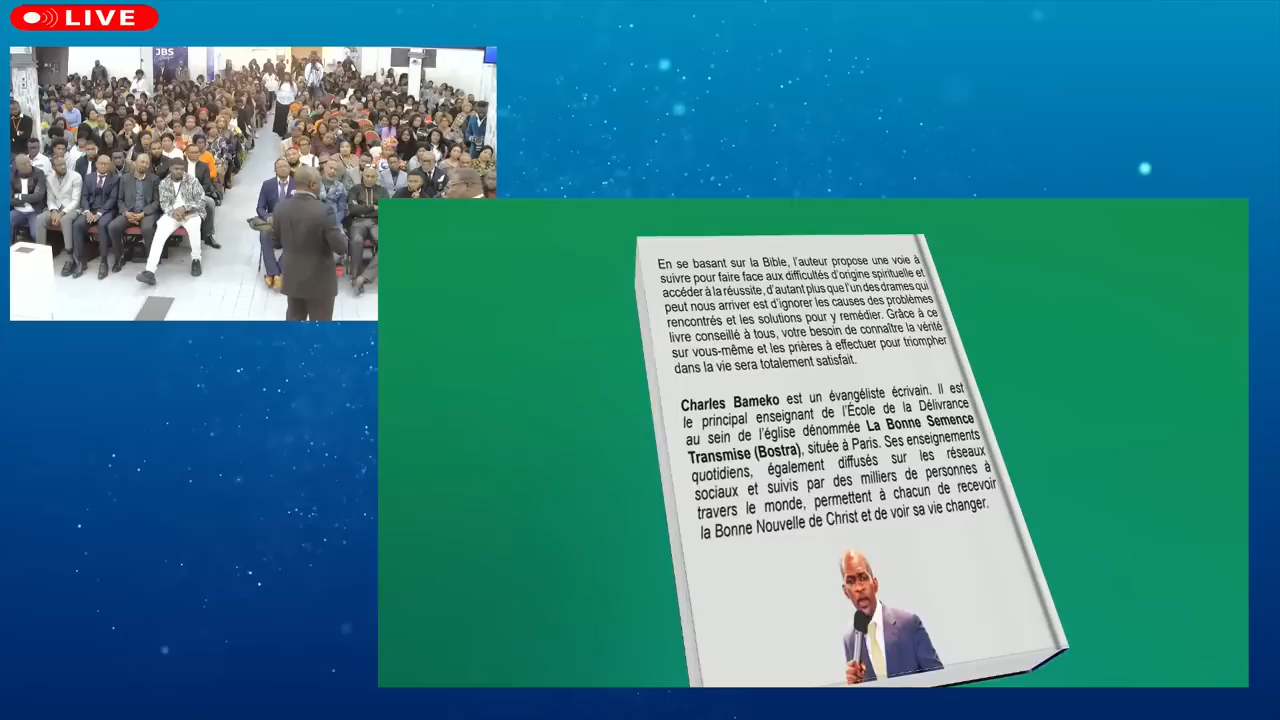 LIVE
JBS
En se basant sur la Bible, l'auteur propose une voie à
suivre pour faire face aux difficultés d'origine spirituelle et
accéder à la réussite, d'autant plus que l'un des drames qui
peut nous arriver est d'ignorer les causes des problèmes
rencontrés et les solutions pour y remédier. Grâce à ce
livre conseillé à tous, votre besoin de connaître la vérité
sur vous-même et les prières à effectuer pour triompher
dans la vie sera totalement satisfait.
Charles Bameko est un évangéliste écrivain. Il est
le principal enseignant de l'École de la Délivrance
au sein de l'église dénommée La Bonne Semence
Transmise (Bostra), située à Paris. Ses enseignements
quotidiens, également diffusés sur les réseaux
sociaux et suivis par des milliers de personnes à
travers le monde, permettent à chacun de recevoir
la Bonne Nouvelle de Christ et de voir sa vie changer.